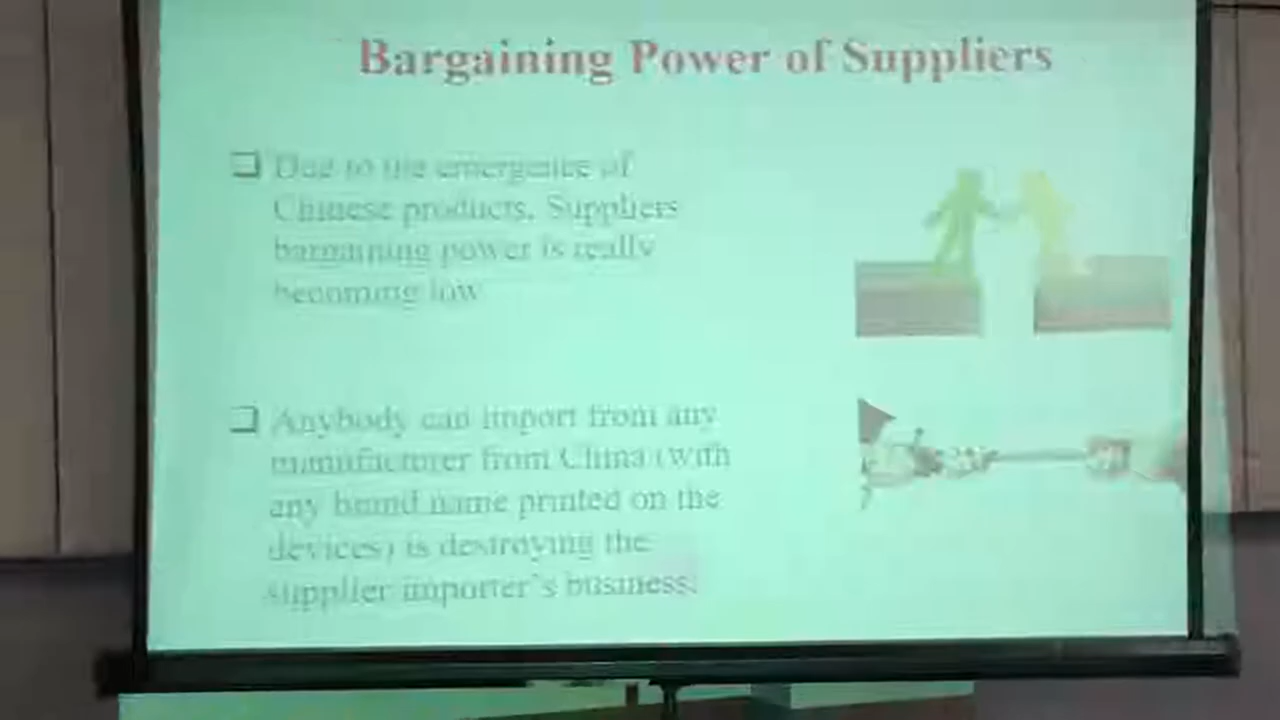 Bargaining Power of Suppliers
Due to the emergence of
Chinese products, Suppliers
bargaining power is really
becoming low
Anybody can import from any
manufacturer from China (with
any brand name printed on the
devices) is destroying the
supplier importer's business.